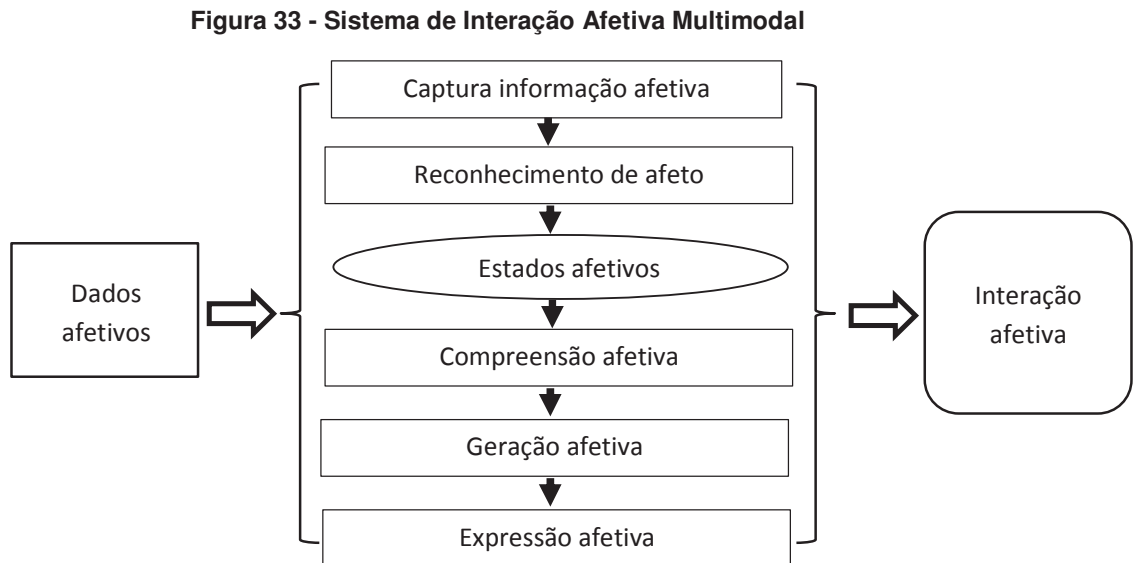 Figura 33 - Sistema de Interação Afetiva Multimodal
Dados
afetivos
Captura informação afetiva
Reconhecimento de afeto
Estados afetivos
Compreensão afetiva
Geração afetiva
Expressão afetiva
Interação
afetiva